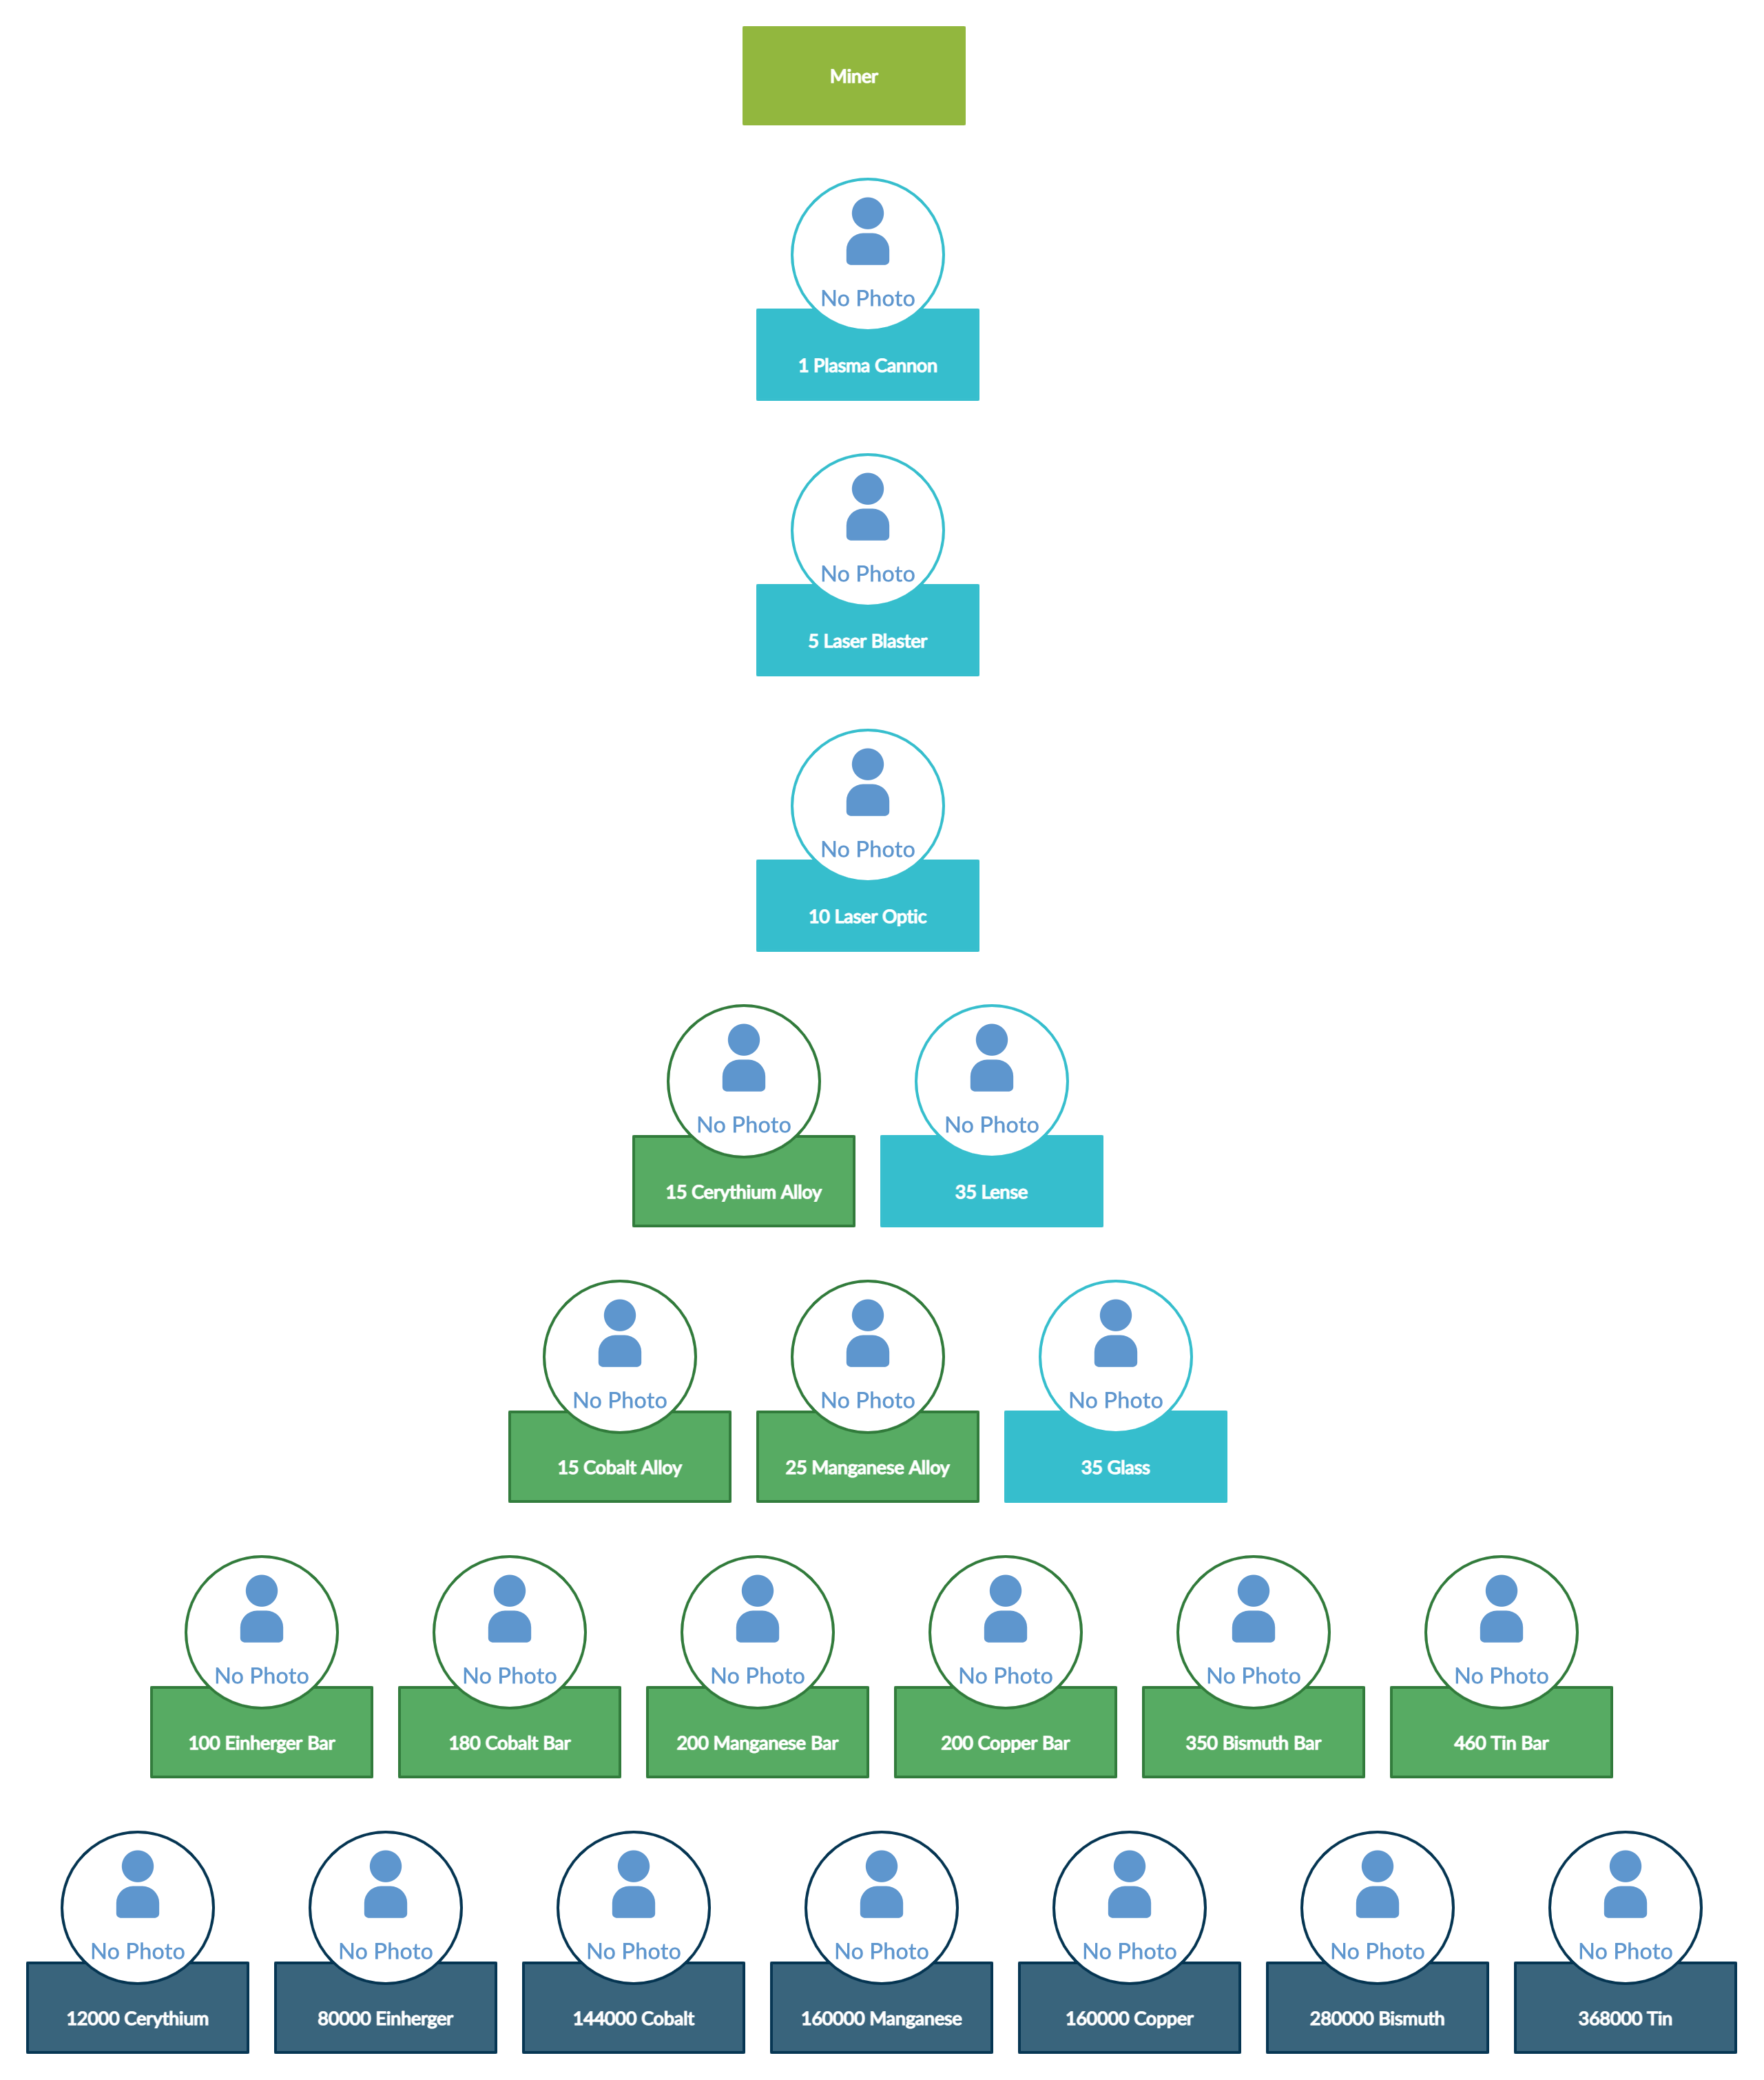 Miner
No Photo
1 Plasma Cannon
No Photo
5 Laser Blaster
No Photo
10 Laser Optic
No Photo
15 Cerythium Alloy
No Photo
35 Lense
No Photo
15 Cobalt Alloy
No Photo
25 Manganese Alloy
No Photo
35 Glass
No Photo
100 Einherger Bar
No Photo
180 Cobalt Bar
No Photo
200 Manganese Bar
No Photo
200 Copper Bar
No Photo
350 Bismuth Bar
No Photo
460 Tin Bar
No Photo
12000 Cerythium
No Photo
80000 Einherger
No Photo
144000 Cobalt
No Photo
160000 Manganese
No Photo
160000 Copper
No Photo
280000 Bismuth
No Photo
368000 Tin